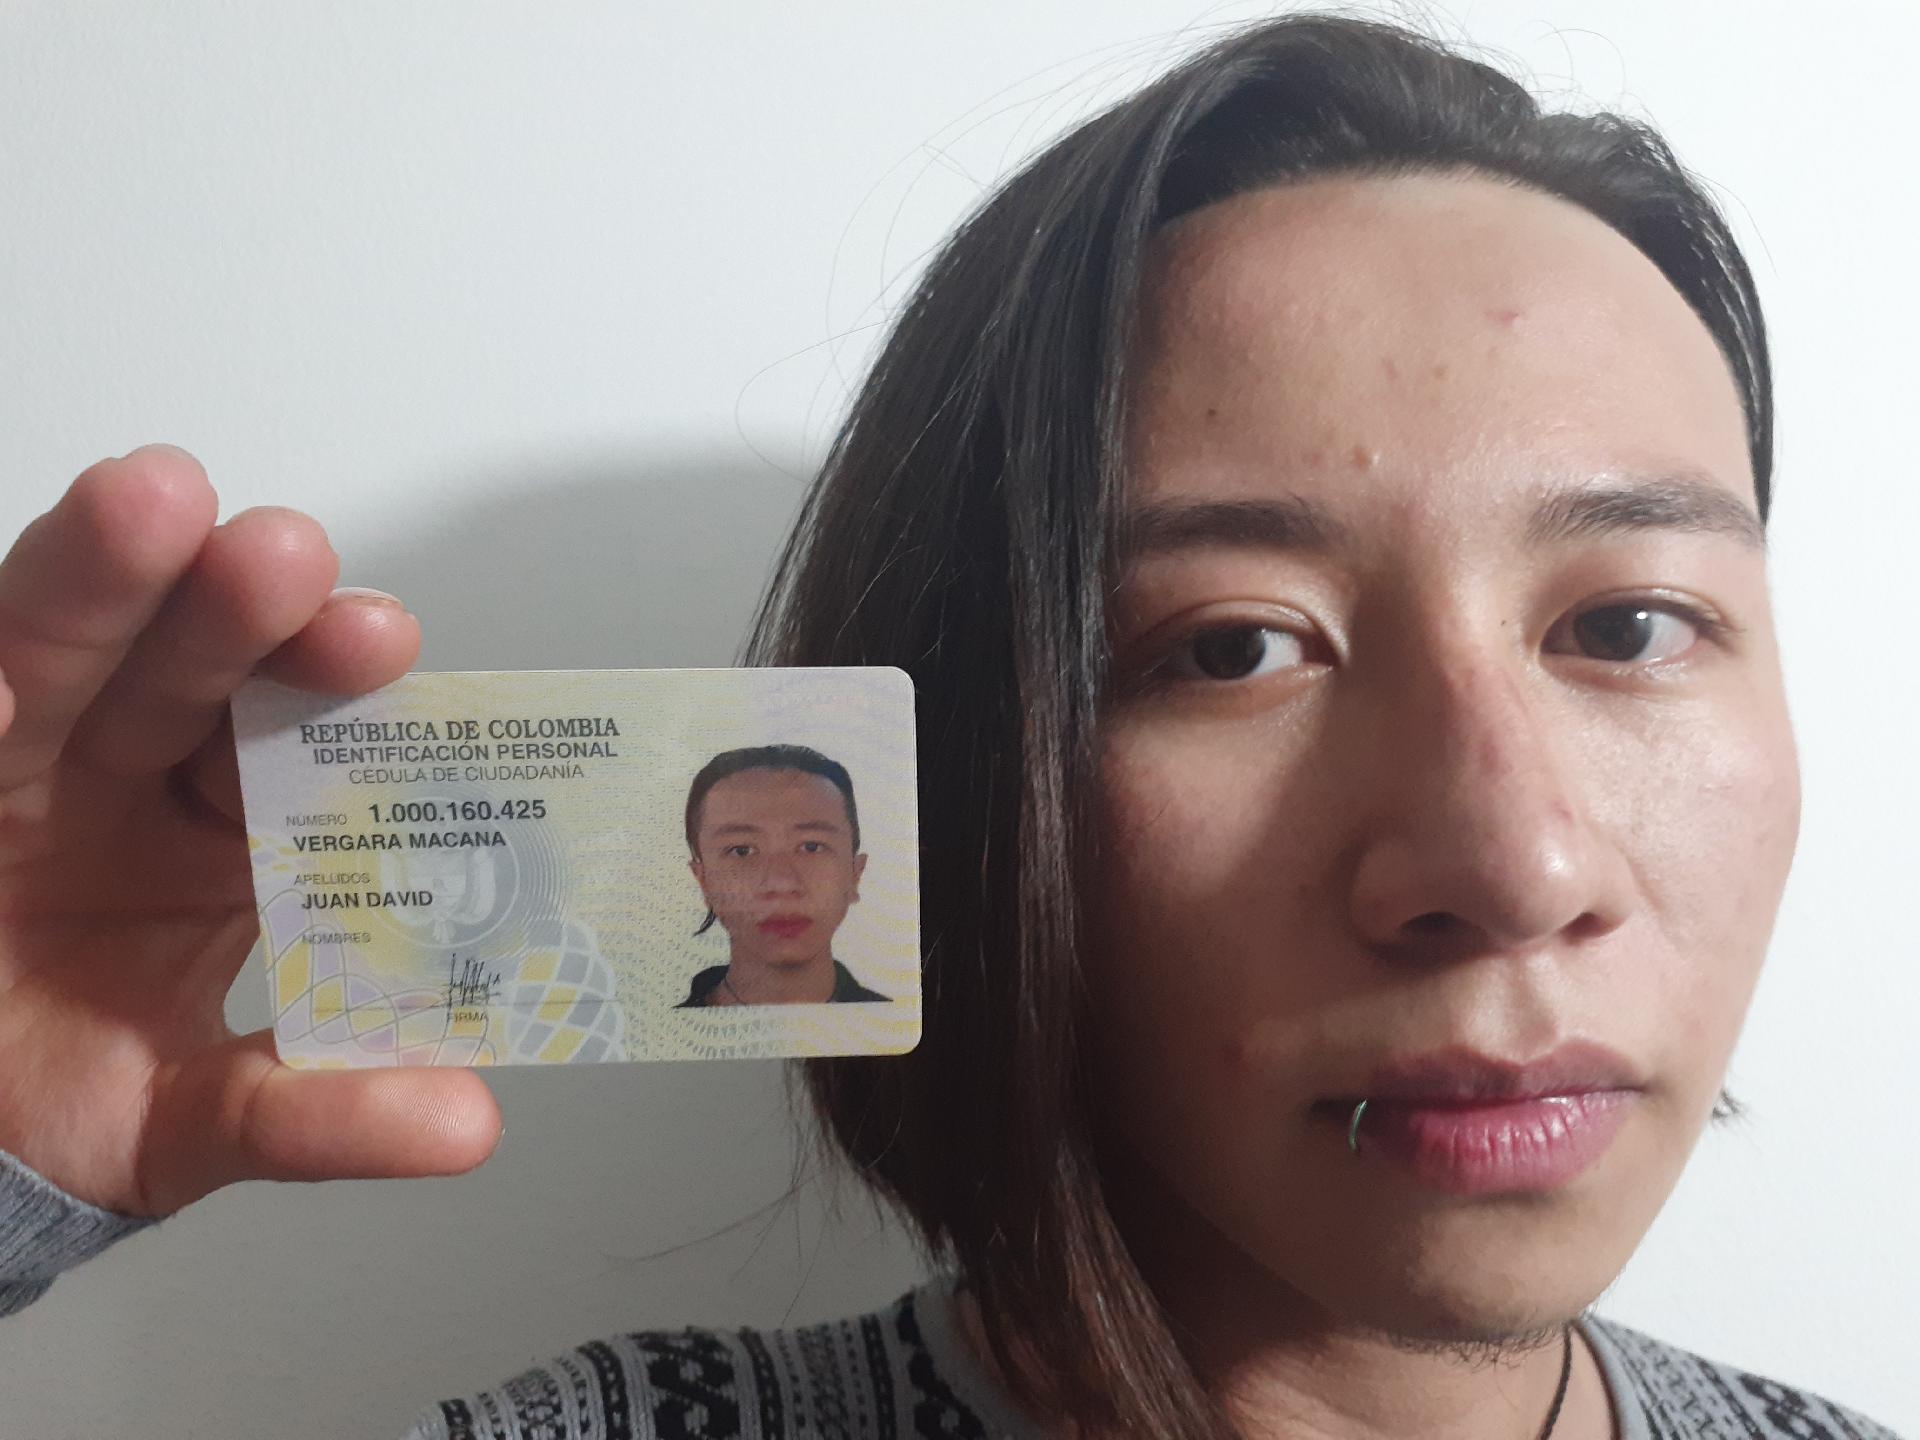 REPÚBLICA DE COLOMBIA
IDENTIFICACIÓN PERSONAL
CÉDULA DE CIUDADANÍA
NÚMERO 1.000.160.425
VERGARA MACANA
APELLIDOS
JUAN DAVID
NOMBRES
FIRMA